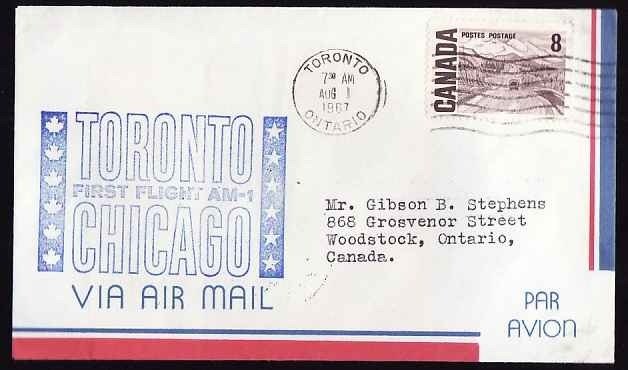 TORONTO
7 30 AM
AUG 1
1967
ONTARIO
POSTES POSTAGE
8
CANADA
TORONTO
FIRST FLIGHT AM-1
CHICAGO
VIA AIR MAIL
Mr. Gibson B. Stephens
868 Grosvenor Street
Woodstock, Ontario,
Canada.
PAR
AVION